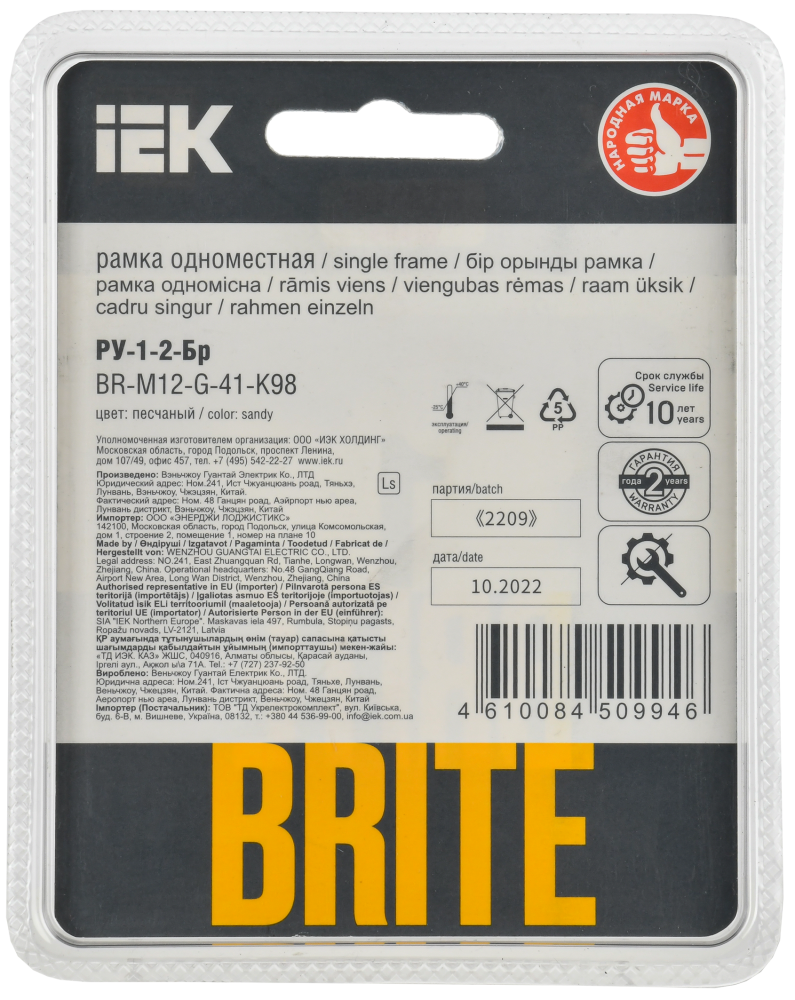 IEK
НАРОДНАЯ МАРКА
рамка одноместная / single frame / бір орынды рамка /
рамка одномісна / rāmis viens / viengubas rėmas / raam üksik /
cadru singur / rahmen einzeln
РУ-1-2-Бр
BR-M12-G-41-K98
цвет: песчаный / color: sandy
эксплуатация/
operating
5
PP
Срок службы
Service life
10 лет
years
Уполномоченная изготовителем организация: ООО «ИЭК ХОЛДИНГ»
Московская область, город Подольск, проспект Ленина,
дом 107/49, офис 457, тел. +7 (495) 542-22-27 www.iek.ru
Произведено: Вэньчжоу Гуантай Электрик Ко., ЛТД
Юридический адрес: Ном.241, Ист Чжуанцюань роад, Тяньхэ,
Лунвань, Вэньчжоу, Чжэцзян, Китай.
Фактический адрес: Ном. 48 Ганцян роад, Аэйрпорт нью ареа,
Лунвань дистрикт, Вэньчжоу, Чжэцзян, Китай
Ls
ГАРАНТИЯ
года 2 years
WARRANTY
партия/batch
《2209》
Импортер: ООО «ЭНЕРДЖИ ЛОДЖИСТИКС»
142100, Московская область, город Подольск, улица Комсомольская,
дом 1, строение 2, помещение 1, номер на плане 10
Made by / Өндіруші / Izgatavot / Pagaminta / Toodetud / Fabricat de /
Hergestellt von: WENZHOU GUANGTAI ELECTRIC CO., LTD.
Legal address: NO.241, East Zhuangquan Rd, Tianhe, Longwan, Wenzhou,
Zhejiang, China. Operational headquarters: No.48 GangQiang Road,
Airport New Area, Long Wan District, Wenzhou, Zhejiang, China
дата/date
10.2022
Authorised representative in EU (importer) / Pilnvarotā persona ES
teritorijā (importētājs) / Įgaliotas asmuo ES teritorijoje (importuotojas) /
Volitatud isik ELi territooriumil (maaletooja) / Persoană autorizată pe
teritoriul UE (importator) / Autorisierte Person in der EU (einführer):
SIA "IEK Northern Europe". Maskavas iela 497, Rumbula, Stopiņu pagasts,
Ropažu novads, LV-2121, Latvia
ҚР аумағында тұтынушылардың өнім (тауар) сапасына қатысты
шағымдарды қабылдайтын ұйымның (импорттаушы) мекен-жайы:
«ТД ИЭК. КАЗ» ЖШС, 040916, Алматы облысы, Қарасай ауданы,
Іргелі аул., Ақжол ы\а 71А. Tel.: +7 (727) 237-92-50
Вироблено: Веньчжоу Гуантай Електрик Ко., ЛТД.
Юридична адреса: Ном.241, Іст Чжуанцюань роад, Тяньхе, Лунвань,
Веньчжоу, Чжецзян, Китай. Фактична адреса: Ном. 48 Ганцян роад,
Аеропорт нью ареа, Лунвань дистрикт, Веньчжоу, Чжецзян, Китай
Імпортер (Постачальник): ТОВ "ТД Укрелектрокомплект", вул. Київська,
буд. 6-В, м. Вишневе, Україна, 08132, т.: +380 44 536-99-00, info@iek.com.ua
4 610084 509946
BRITE